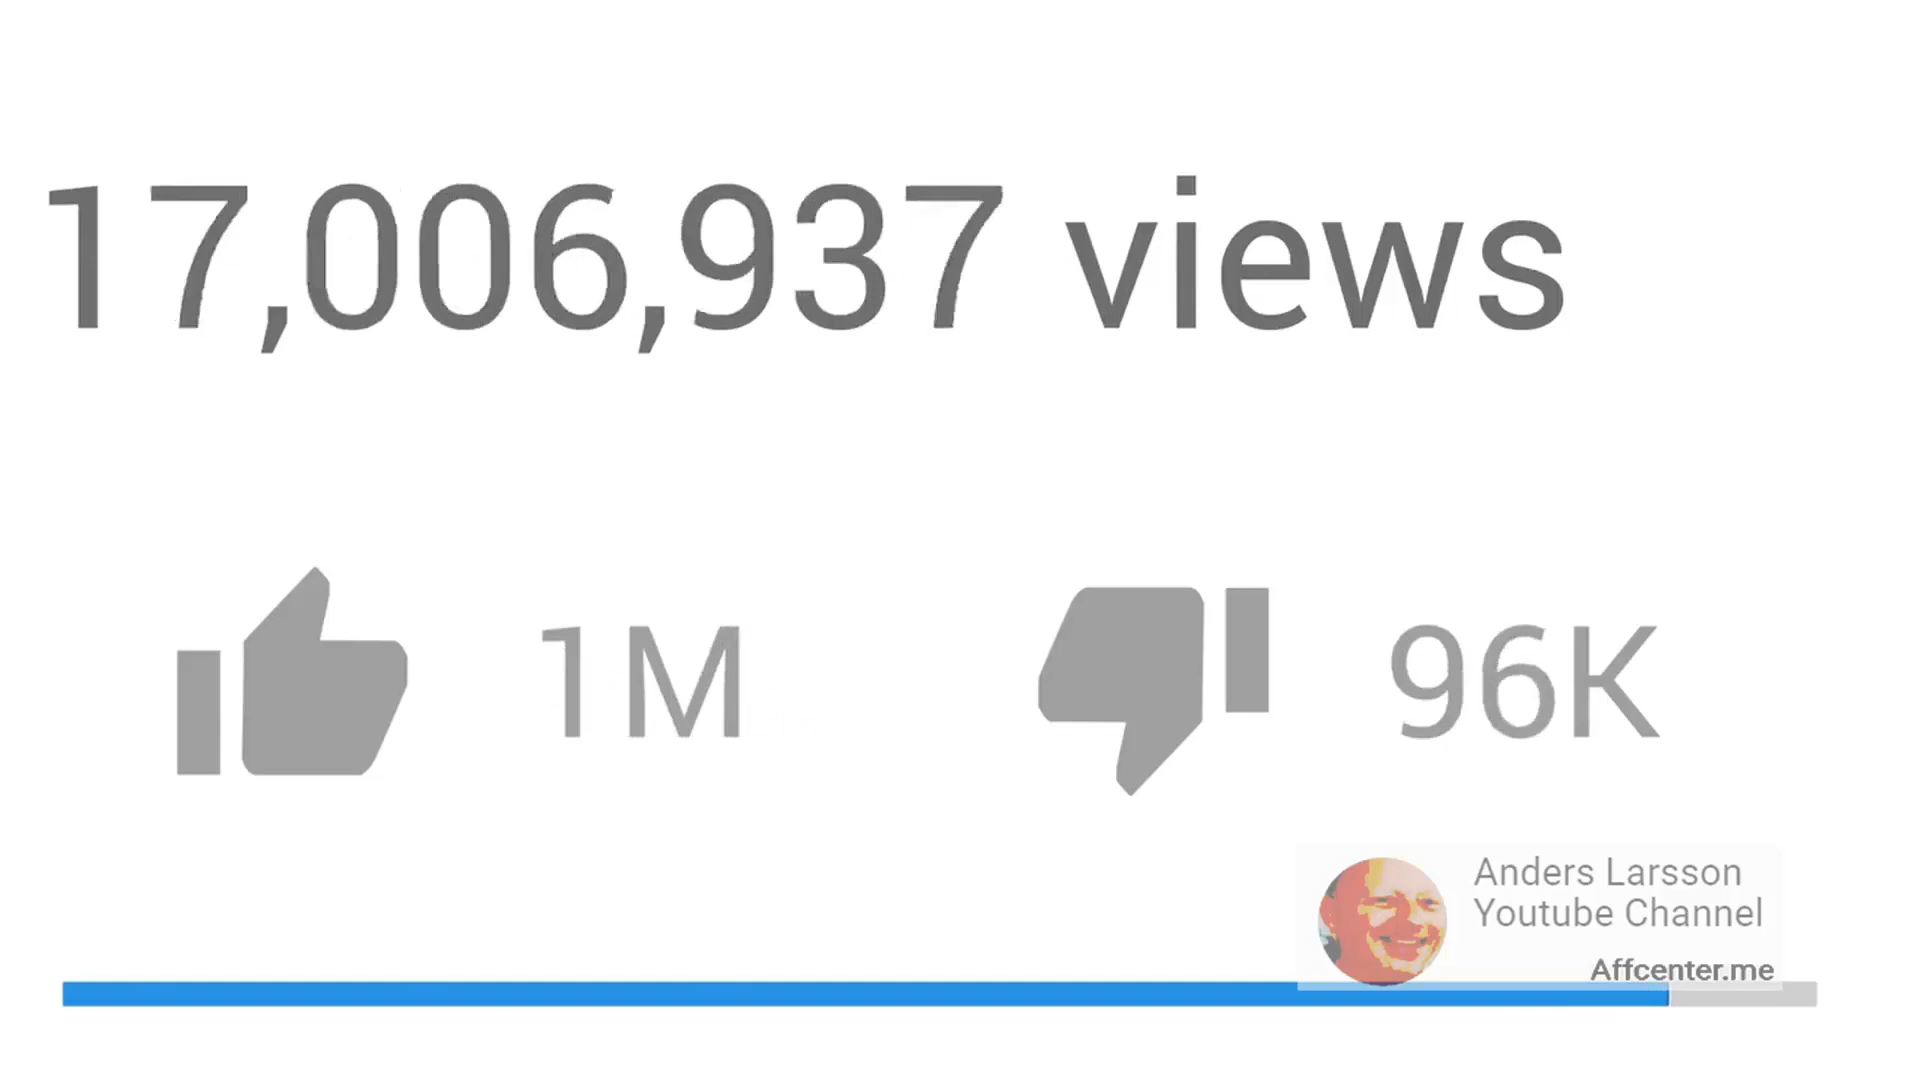 17,006,937 views
1M
96K
Anders Larsson
Youtube Channel
Affcenter.me